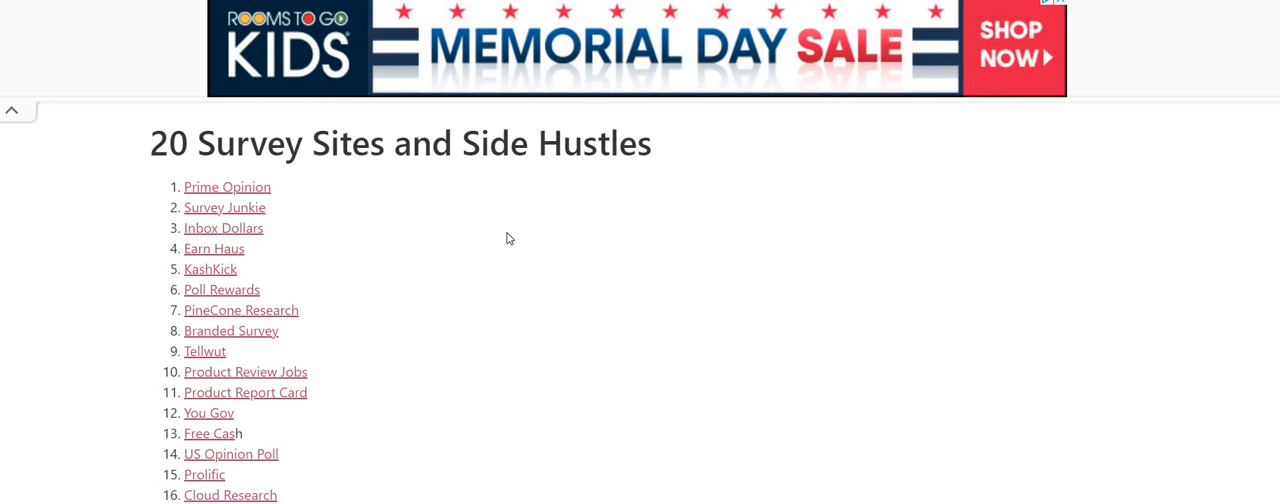 ROOMS TO GO
KIDS
MEMORIAL DAY SALE
SHOP
NOW
20 Survey Sites and Side Hustles
1. Prime Opinion
2. Survey Junkie
3. Inbox Dollars
4. Earn Haus
5. KashKick
6. Poll Rewards
7. PineCone Research
8. Branded Survey
9. Tellwut
10. Product Review Jobs
11. Product Report Card
12. You Gov
13. Free Cash
14. US Opinion Poll
15. Prolific
16. Cloud Research